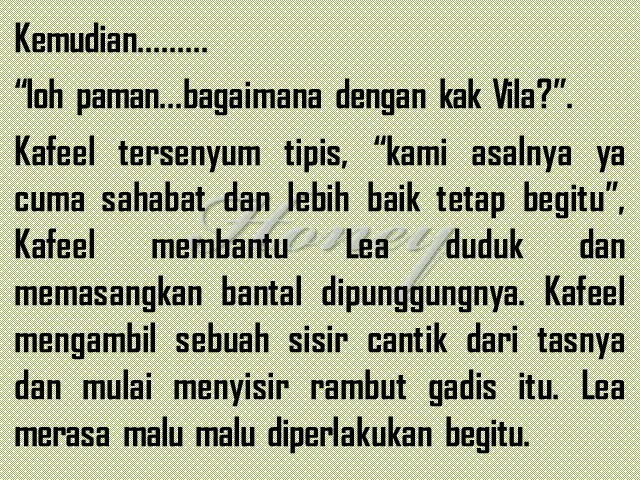 Kemudian.........
“loh paman...bagaimana dengan kak Vila?”.
Kafeel tersenyum tipis, “kami asalnya ya
cuma sahabat dan lebih baik tetap begitu”,
Kafeel membantu Lea duduk dan
memasangkan bantal dipunggungnya. Kafeel
mengambil sebuah sisir cantik dari tasnya
dan mulai menyisir rambut gadis itu. Lea
merasa malu malu diperlakukan begitu.
Honey